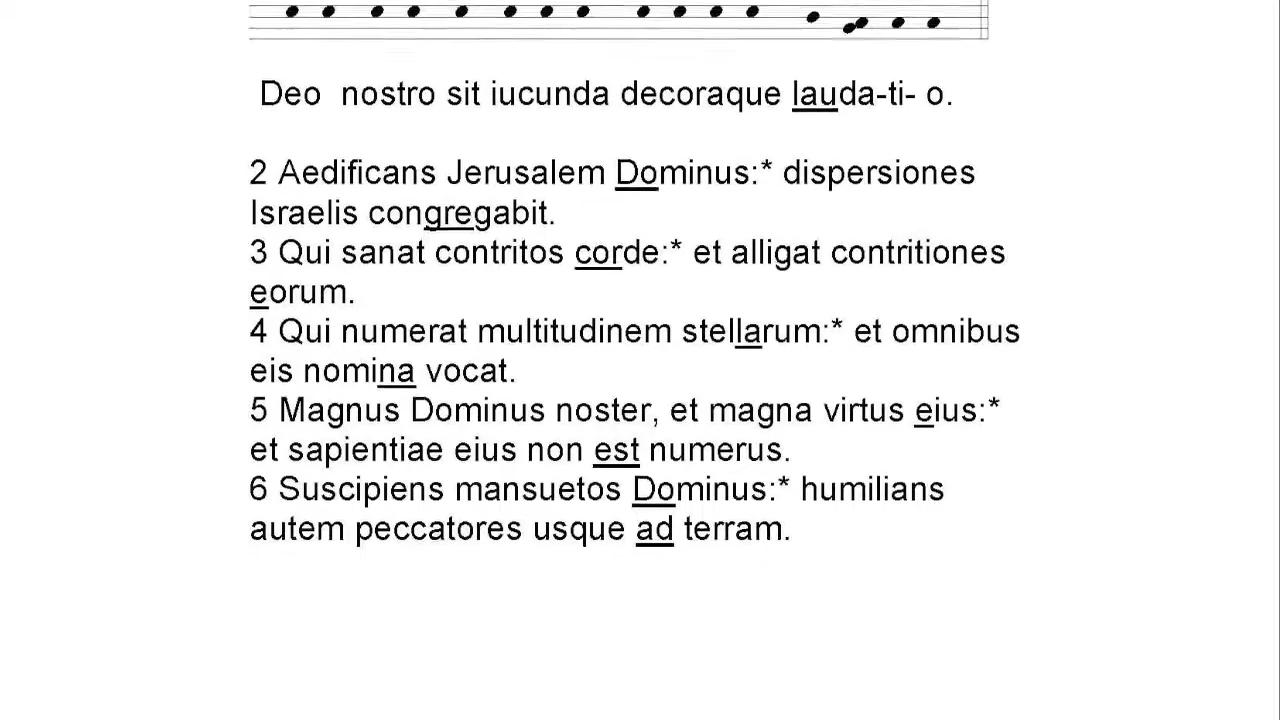 Deo nostro sit iucunda decoraque lauda-ti- o.
2 Aedificans Jerusalem Dominus:* dispersiones
Israelis congregabit.
3 Qui sanat contritos corde:* et alligat contritiones
eorum.
4 Qui numerat multitudinem stellarum:* et omnibus
eis nomina vocat.
5 Magnus Dominus noster, et magna virtus eius:*
et sapientiae eius non est numerus.
6 Suscipiens mansuetos Dominus:* humilians
autem peccatores usque ad terram.